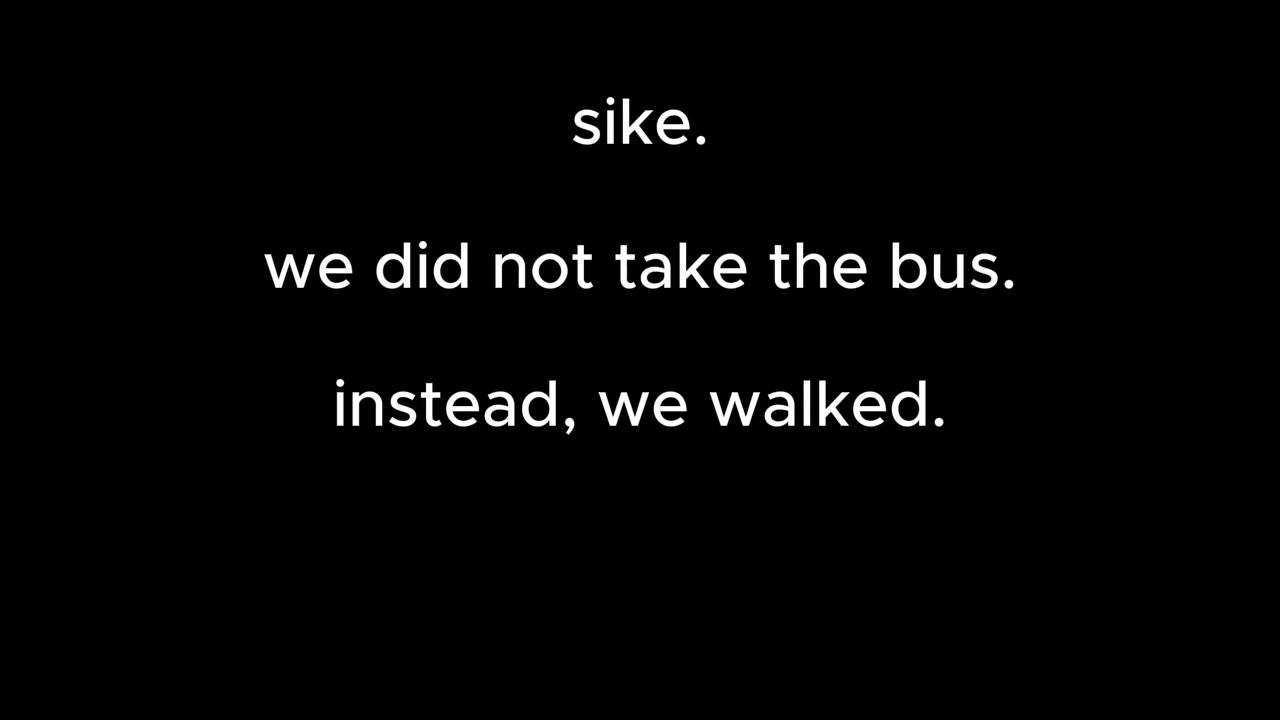 sike.
we did not take the bus.
instead, we walked.